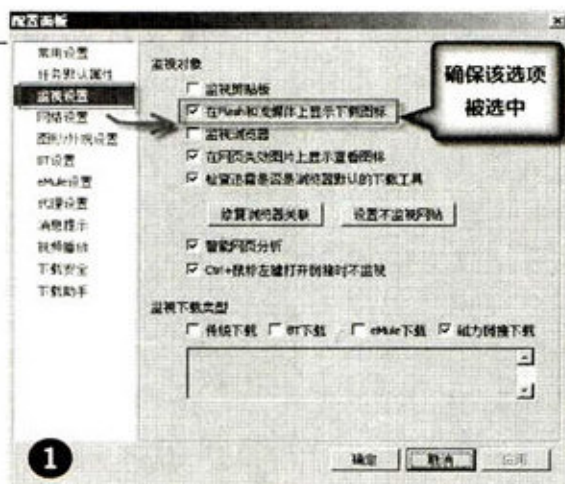 配置面板
常用设置
任务默认属性
监视设置
网络设置
图形/外观设置
BT设置
eMule设置
代理设置
消息提示
视频播放
下载安全
下载助手
监视对象
监视剪贴板
在Flash和流媒体上显示下载图标
监视浏览器
在网页失效图片上显示查看图标
检查迅雷是否是浏览器默认的下载工具
修复浏览器关联 设置不监视网站
智能网页分析
Ctrl+鼠标左键打开链接时不监视
监视下载类型
传统下载 BT下载 eMule下载 磁力链接下载
确保该选项
被选中
1
确定 取消 应用